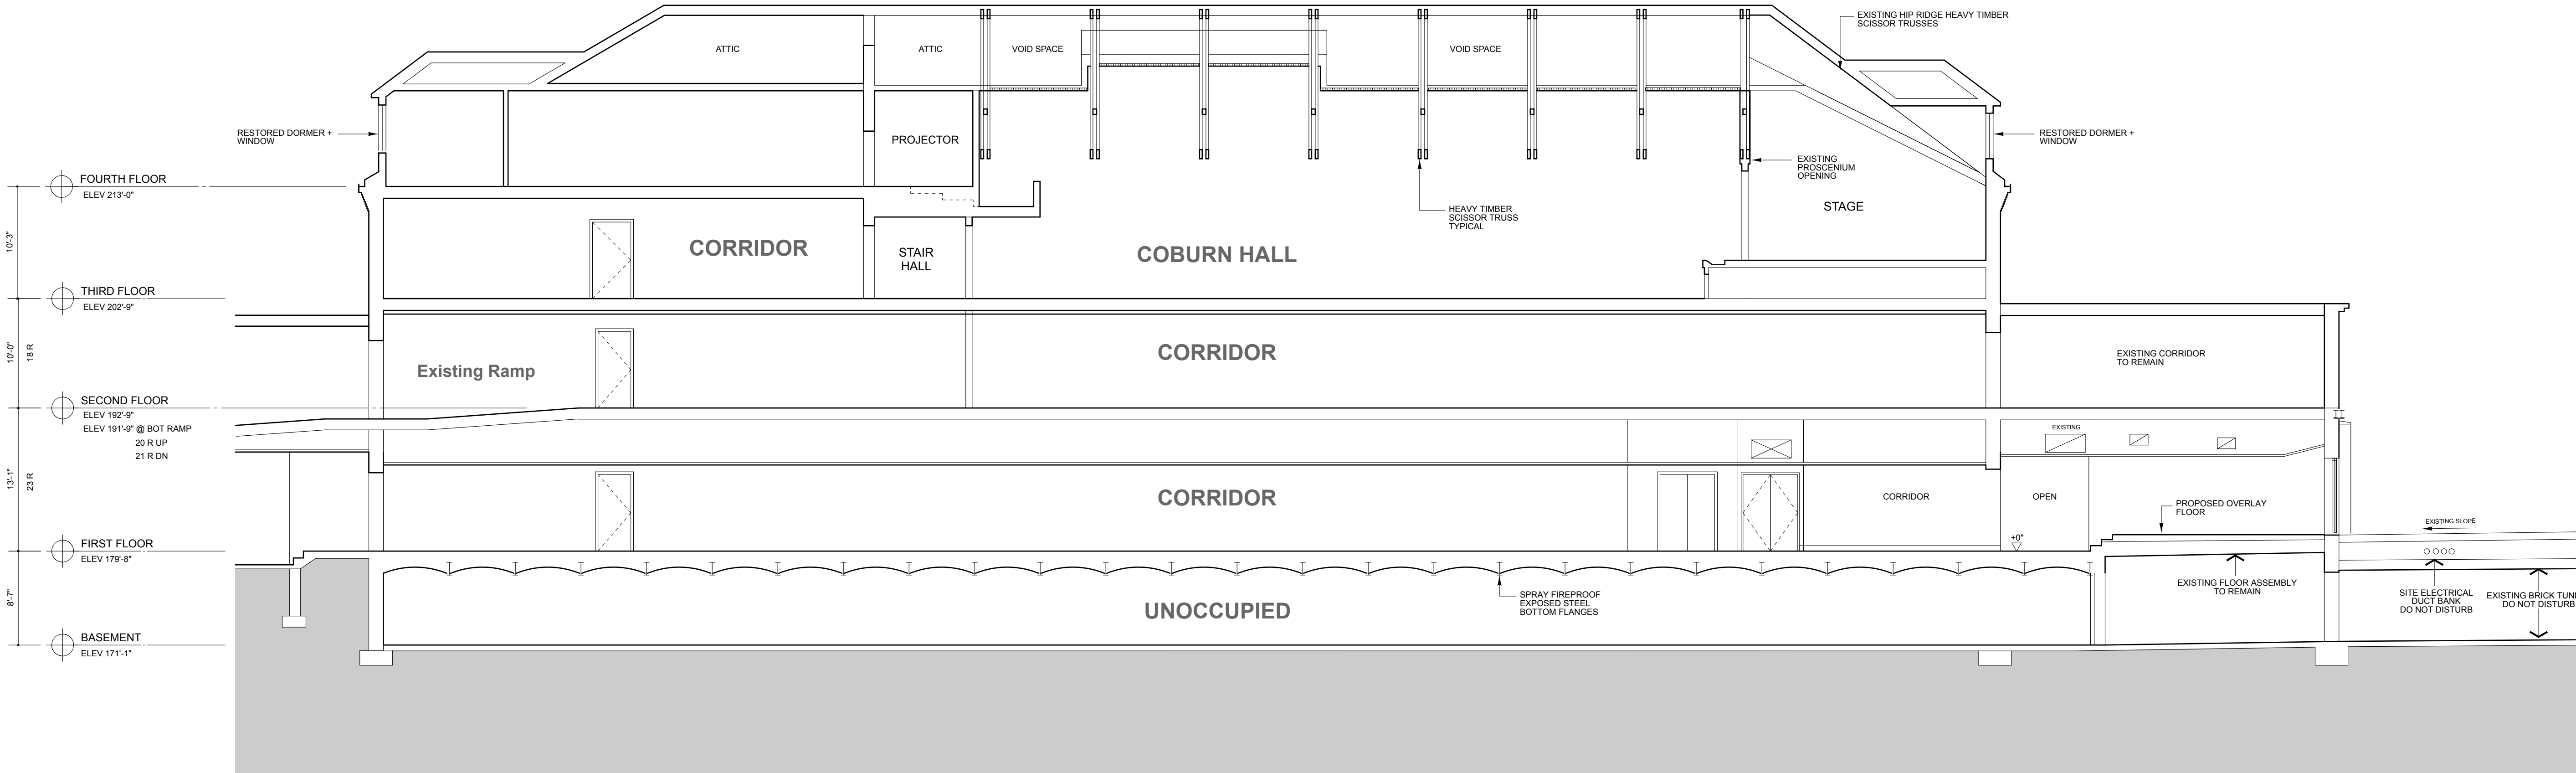 EXISTING HIP RIDGE HEAVY TIMBER
SCISSOR TRUSSES
ATTIC
ATTIC
VOID SPACE
VOID SPACE
RESTORED DORMER +
WINDOW
PROJECTOR
RESTORED DORMER +
WINDOW
EXISTING
PROSCENIUM
OPENING
FOURTH FLOOR
ELEV 213'-0"
HEAVY TIMBER
SCISSOR TRUSS
TYPICAL
STAGE
10'-3"
CORRIDOR
STAIR
HALL
COBURN HALL
THIRD FLOOR
ELEV 202'-9"
10'-0"
18 R
Existing Ramp
CORRIDOR
EXISTING CORRIDOR
TO REMAIN
SECOND FLOOR
ELEV 192'-9"
ELEV 191'-9" @ BOT RAMP
20 R UP
21 R DN
EXISTING
13'-1"
23 R
CORRIDOR
CORRIDOR
OPEN
PROPOSED OVERLAY
FLOOR
EXISTING SLOPE
+0"
FIRST FLOOR
ELEV 179'-8"
8'-7"
UNOCCUPIED
SPRAY FIREPROOF
EXPOSED STEEL
BOTTOM FLANGES
EXISTING FLOOR ASSEMBLY
TO REMAIN
SITE ELECTRICAL
DUCT BANK
DO NOT DISTURB
EXISTING BRICK
DO NOT DISTURB
BASEMENT
ELEV 171'-1"